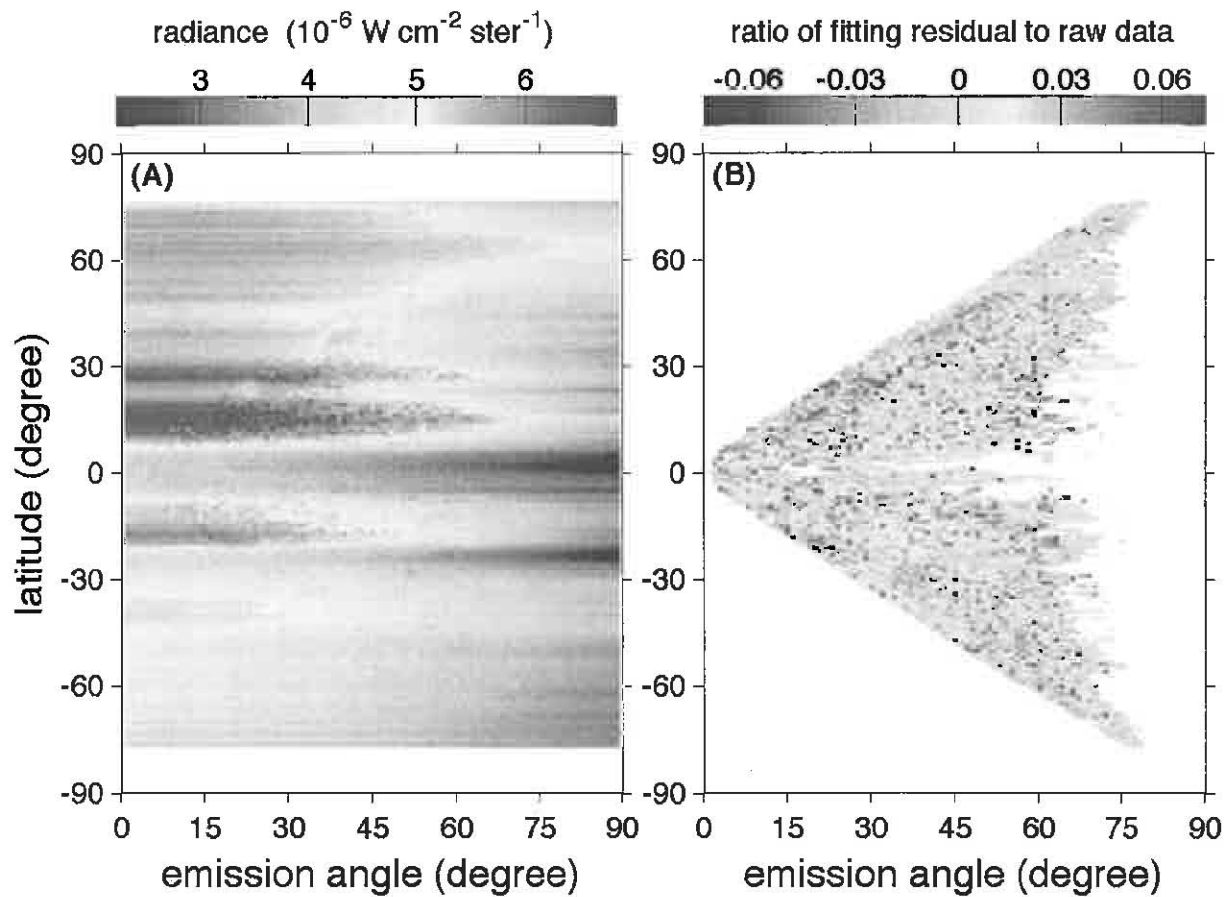 radiance (10⁻⁶ W cm⁻² ster⁻¹)
3 4 5 6
ratio of fitting residual to raw data
-0.06 -0.03 0 0.03 0.06
(A)
90
60
30
0
-30
-60
-90
0 15 30 45 60 75 90
latitude (degree)
emission angle (degree)
(B)
90
60
30
0
-30
-60
-90
0 15 30 45 60 75 90
emission angle (degree)